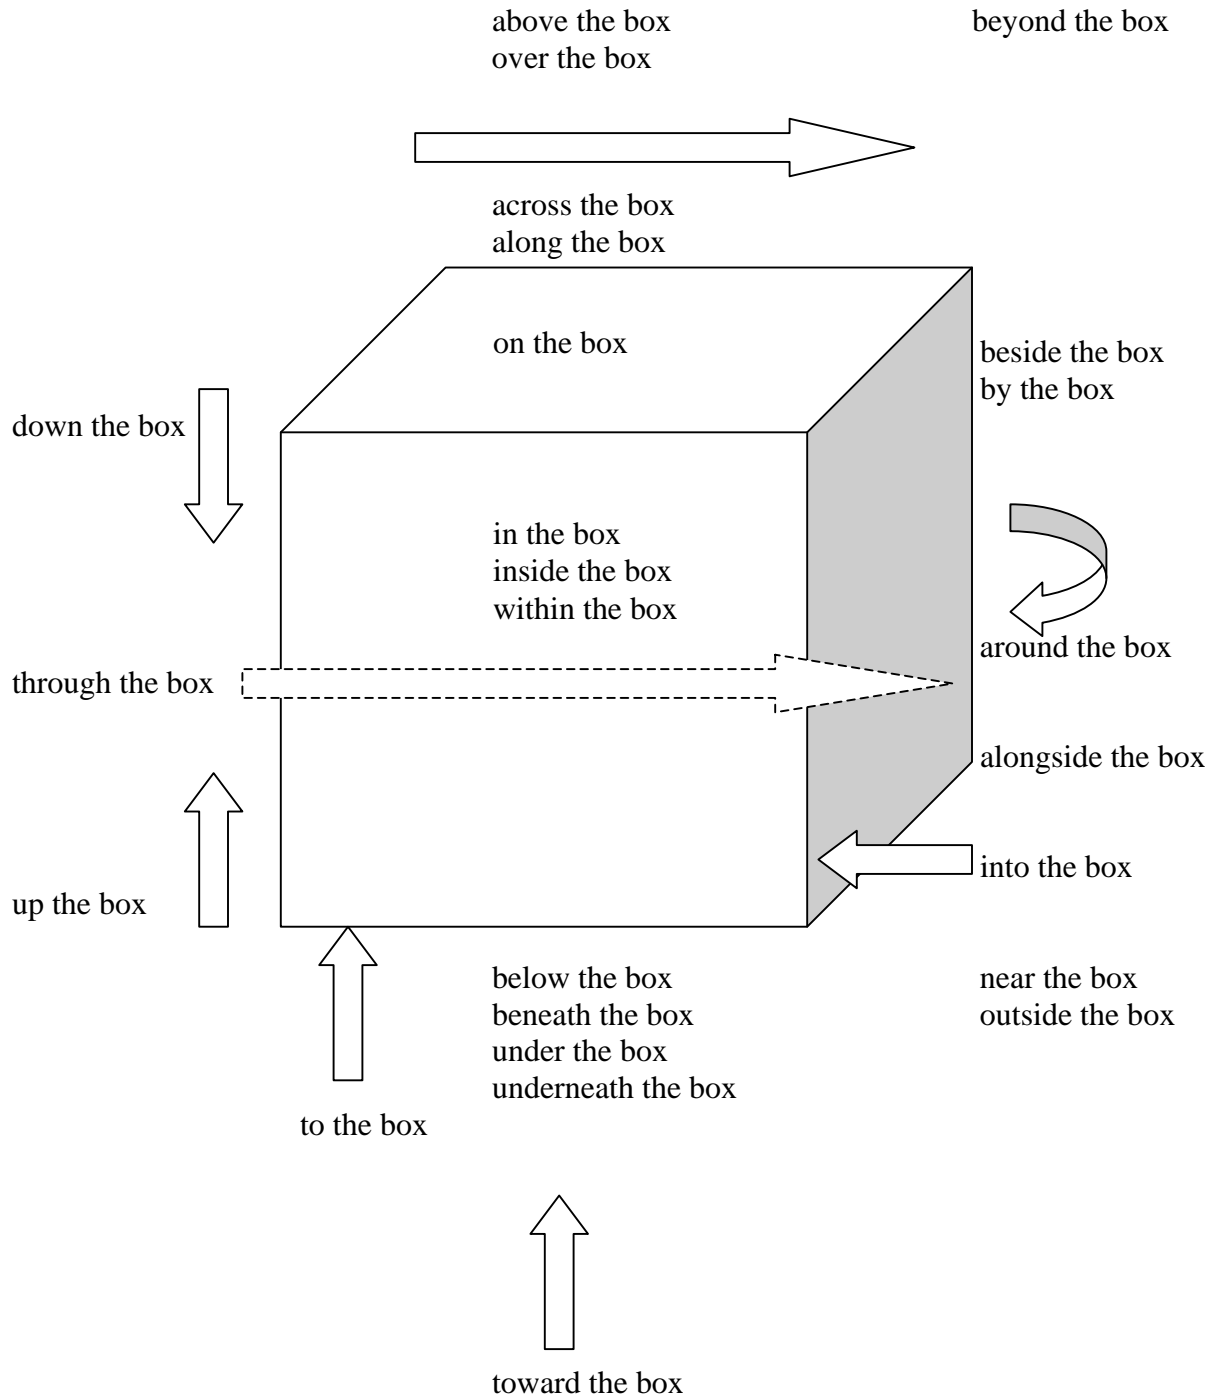 above the box
over the box
beyond the box
across the box
along the box
on the box
beside the box
by the box
down the box
in the box
inside the box
within the box
around the box
through the box
alongside the box
into the box
up the box
below the box
beneath the box
under the box
underneath the box
near the box
outside the box
to the box
toward the box